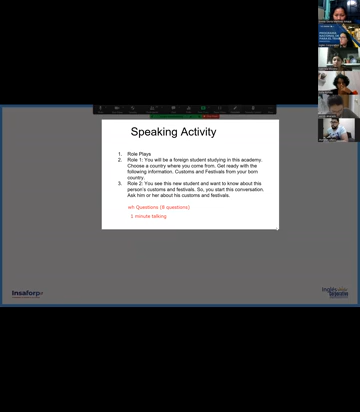 Speaking Activity
1. Role Plays
2. Role 1: You will be a foreign student studying in this academy.
Choose a country where you come from. Get ready with the
following information. Customs and Festivals from your born
country.
3. Role 2: You see this new student and want to know about this
person's customs and festivals. So, you start this conversation.
Ask him or her about his customs and festivals.
wh Questions (8 questions)
1 minute talking
Insaforp